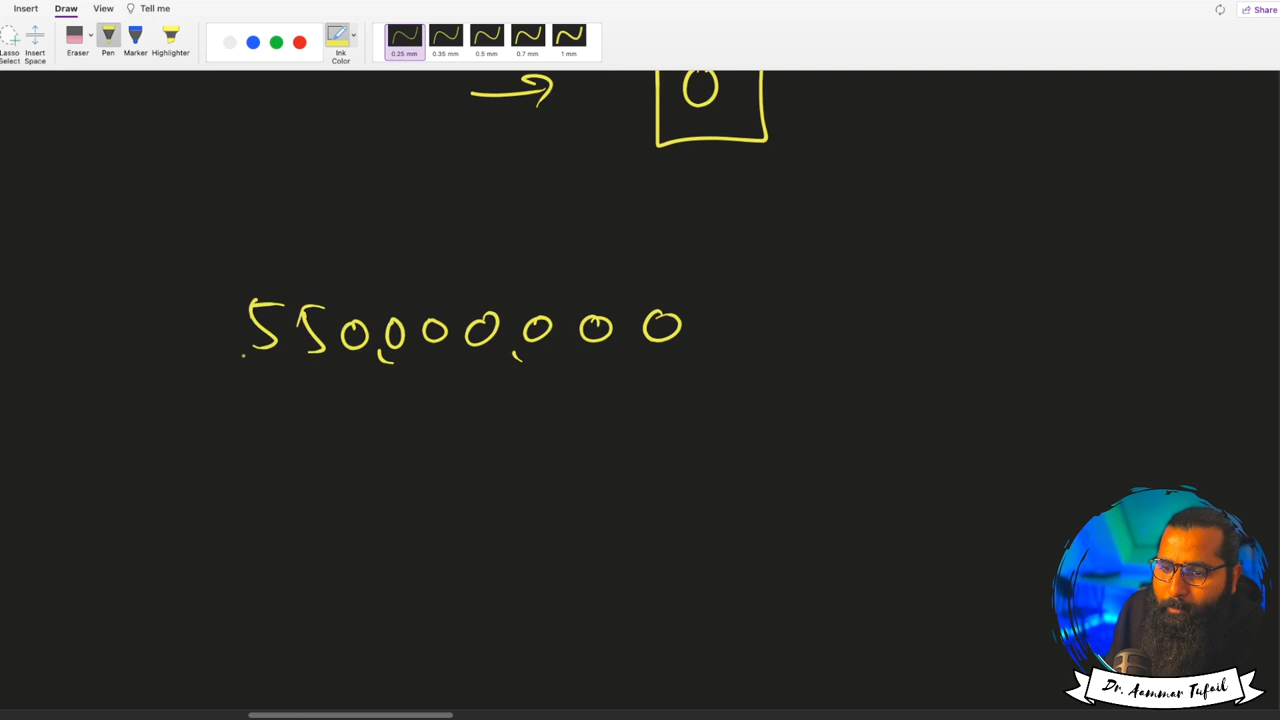 Insert Draw View Tell me Share
Lasso Select Insert Space Eraser Pen Marker Highlighter Ink Color 0.25 mm 0.35 mm 0.5 mm 0.7 mm 1 mm
0
550,000,000
Dr. Aammar Tufail